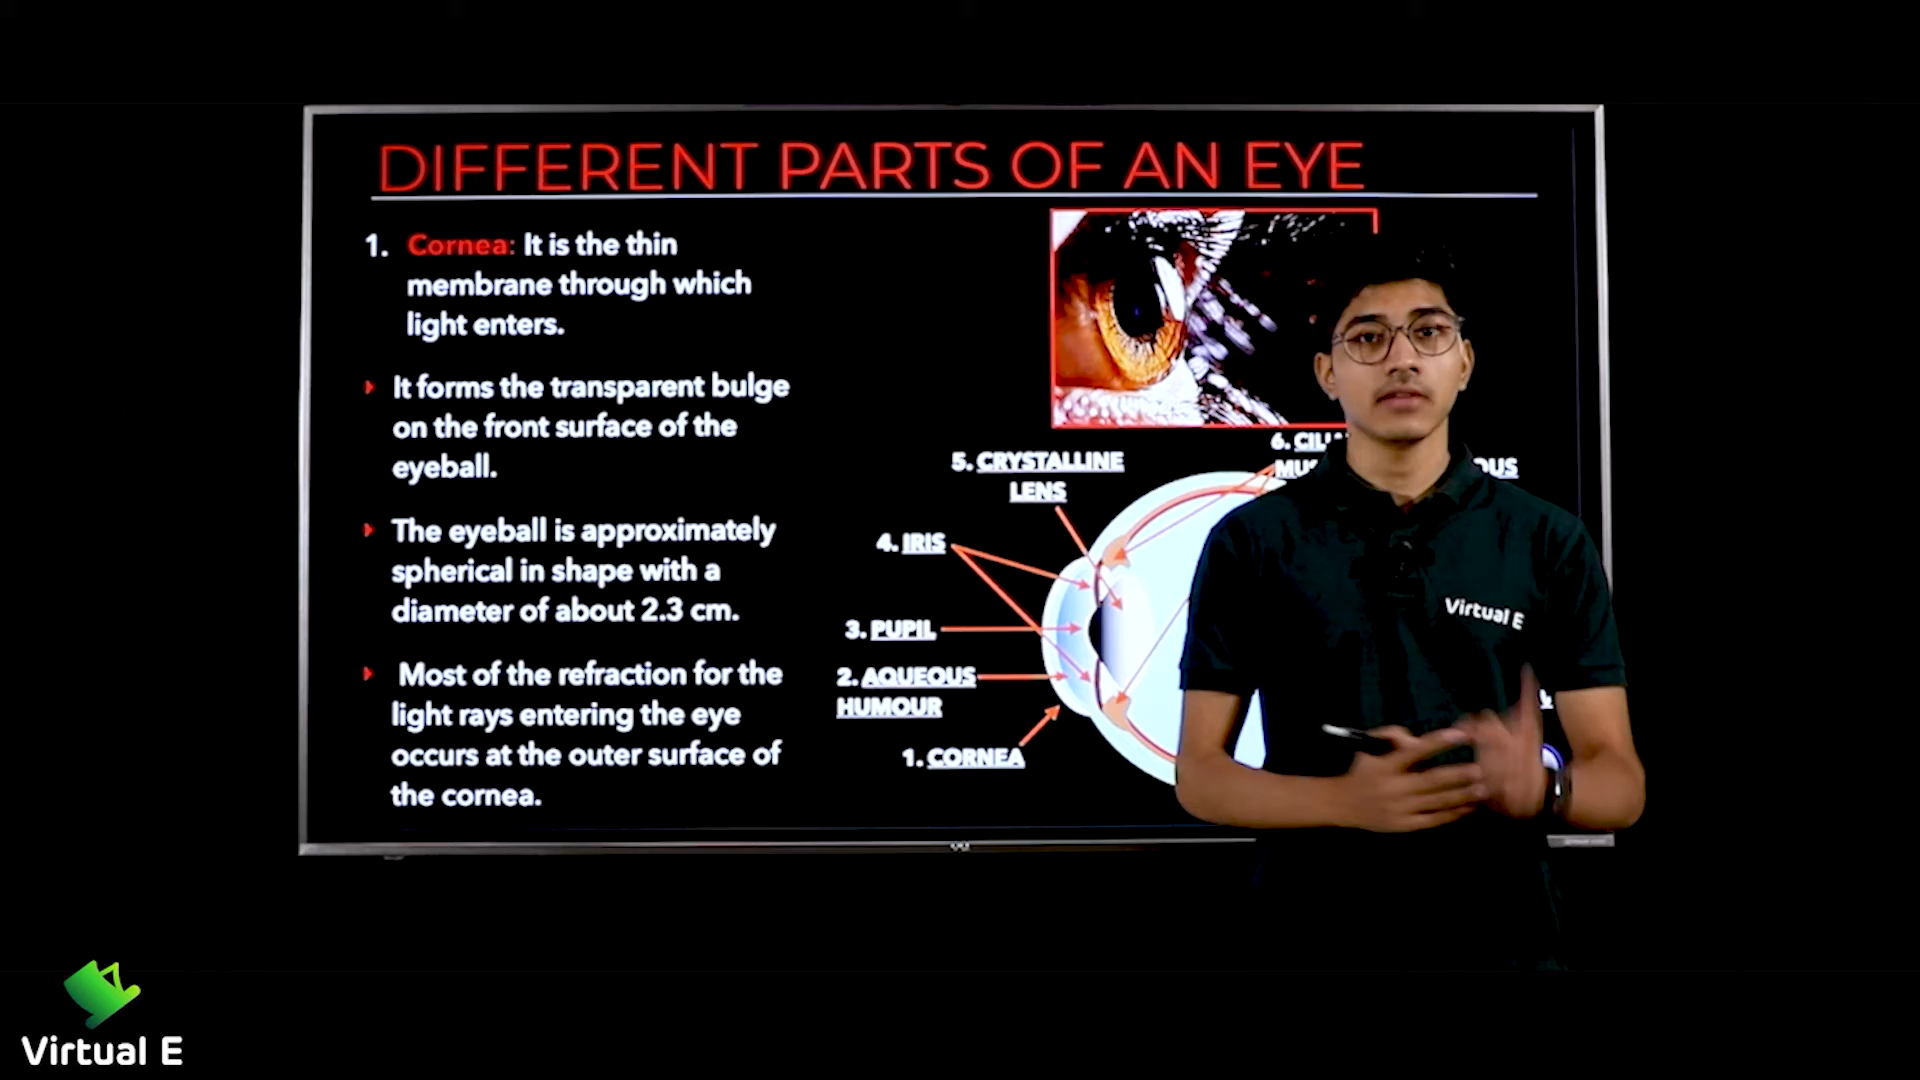 DIFFERENT PARTS OF AN EYE
1. Cornea: It is the thin
membrane through which
light enters.
It forms the transparent bulge
on the front surface of the
eyeball.
The eyeball is approximately
spherical in shape with a
diameter of about 2.3 cm.
Most of the refraction for the
light rays entering the eye
occurs at the outer surface of
the cornea.
6.
5. CRYSTALLINE
LENS
4. IRIS
3. PUPIL
2. AQUEOUS
HUMOUR
1. CORNEA
Virtual E
Virtual E